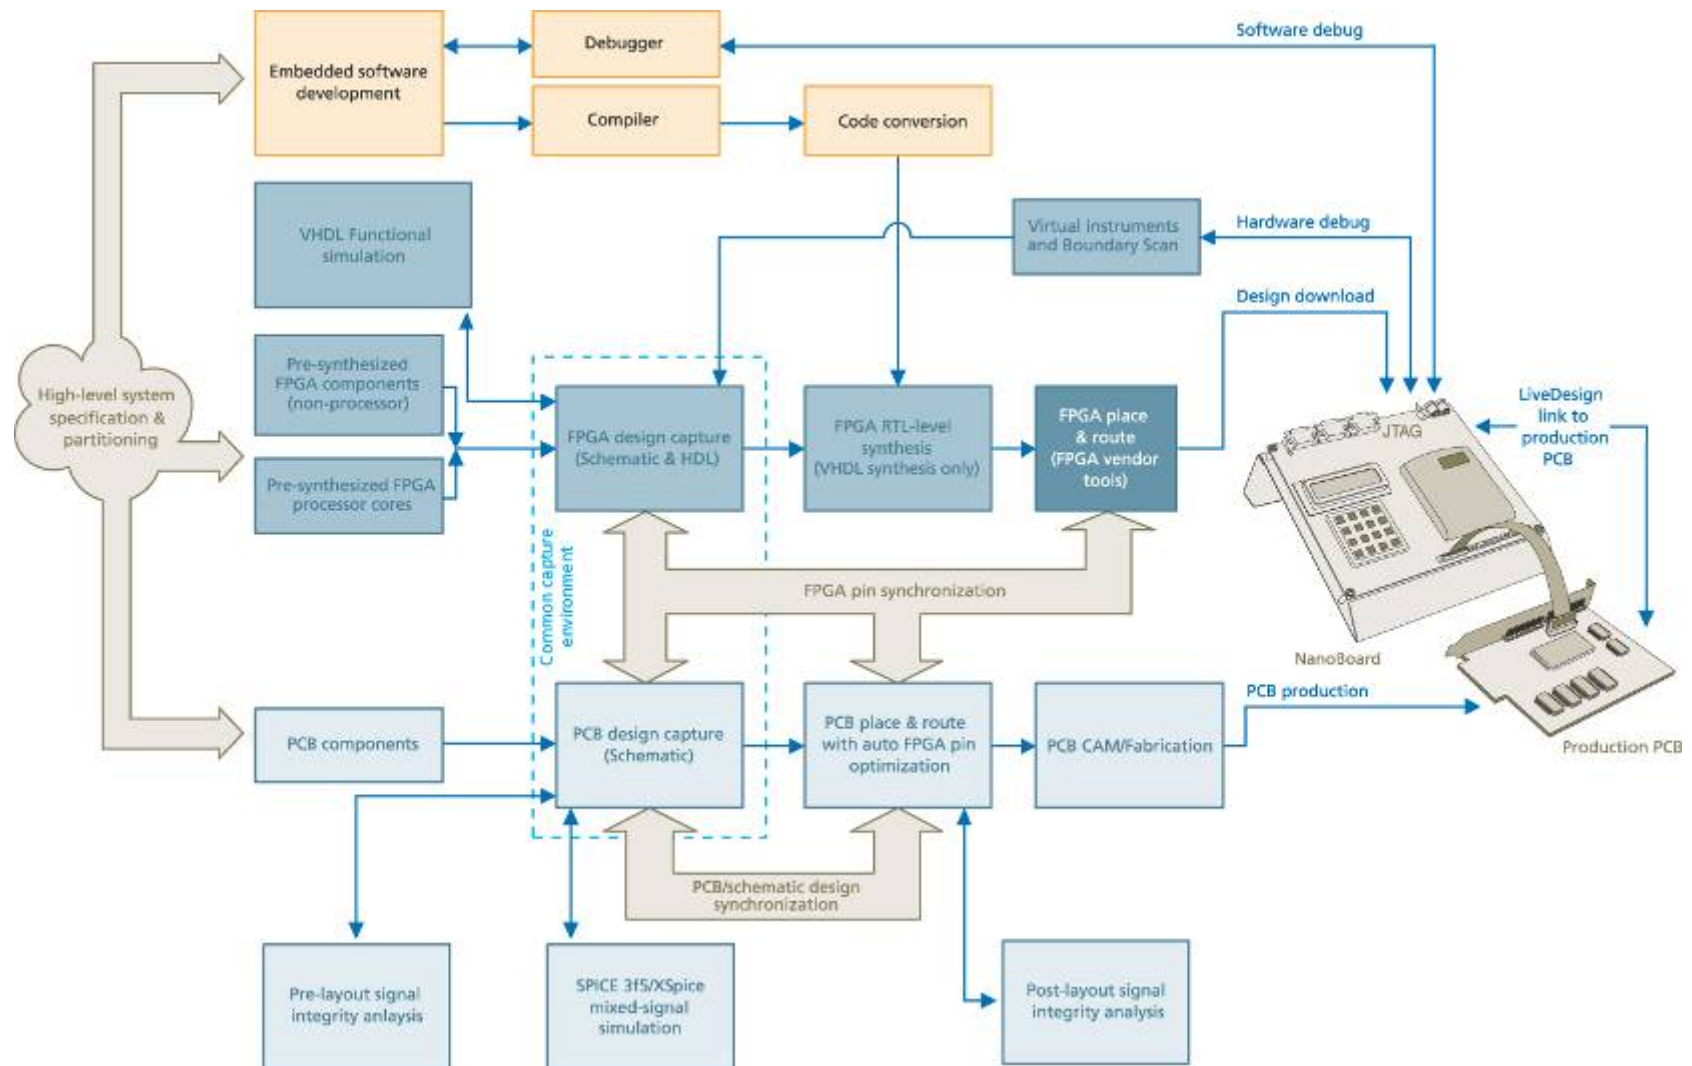 Debugger
Software debug
Embedded software
development
Compiler
Code conversion
VHDL Functional
simulation
Virtual instruments
and Boundary Scan
Hardware debug
Design download
Pre-synthesized
FPGA components
(non-processor)
High-level system
specification &
partitioning
FPGA design capture
(Schematic & HDL)
FPGA RTL-level
synthesis
(VHDL synthesis only)
FPGA place
& route
(FPGA vendor
tools)
JTAG
LiveDesign
link to
production
PCB
Pre-synthesized FPGA
processor cores
Common capture
environment
FPGA pin synchronization
NanoBoard
PCB components
PCB design capture
(Schematic)
PCB place & route
with auto FPGA pin
optimization
PCB CAM/Fabrication
PCB production
Production PCB
PCB/schematic design
synchronization
Pre-layout signal
integrity anlaysis
SPICE 3f5/XSpice
mixed-signal
simulation
Post-layout signal
integrity analysis